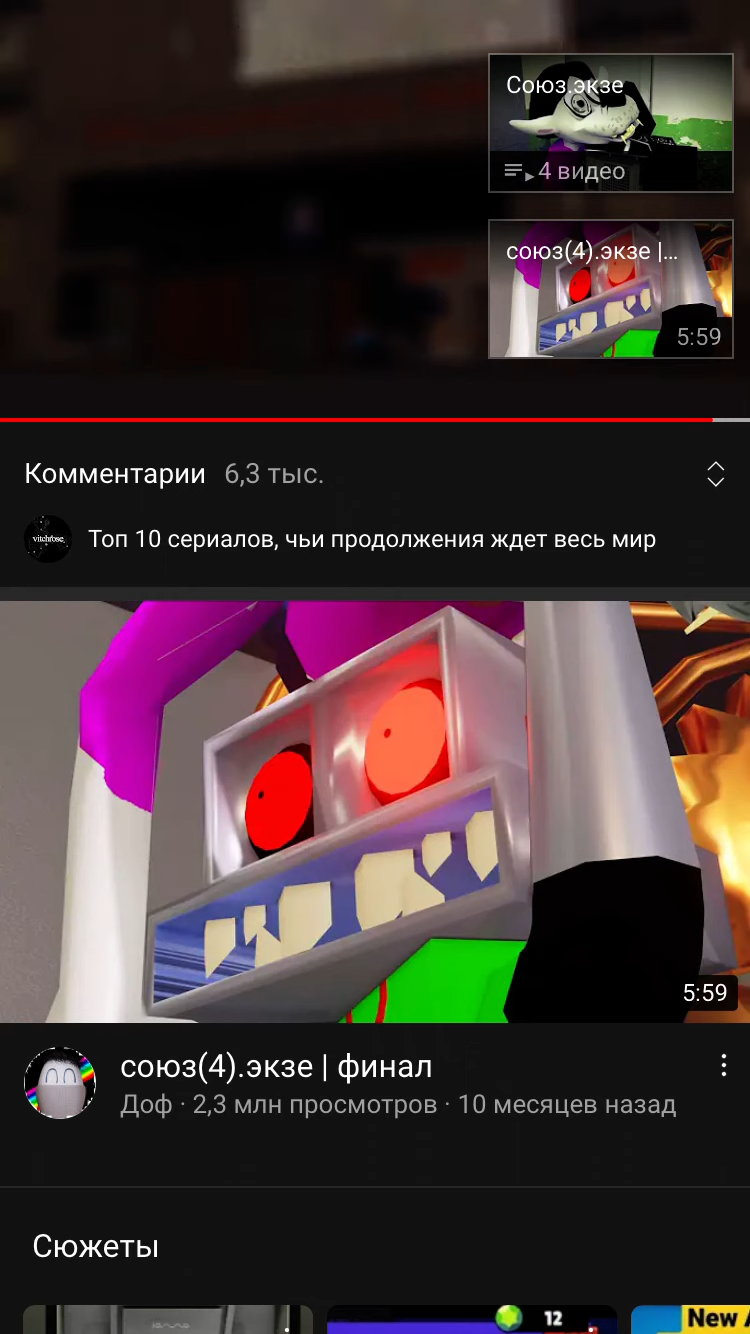 Союз.экзе
4 видео
союз(4).экзе |...
5:59
Комментарии 6,3 тыс.
vitchrose
Топ 10 сериалов, чьи продолжения ждет весь мир
5:59
союз(4).экзе | финал
Доф · 2,3 млн просмотров · 10 месяцев назад
Сюжеты
12
New